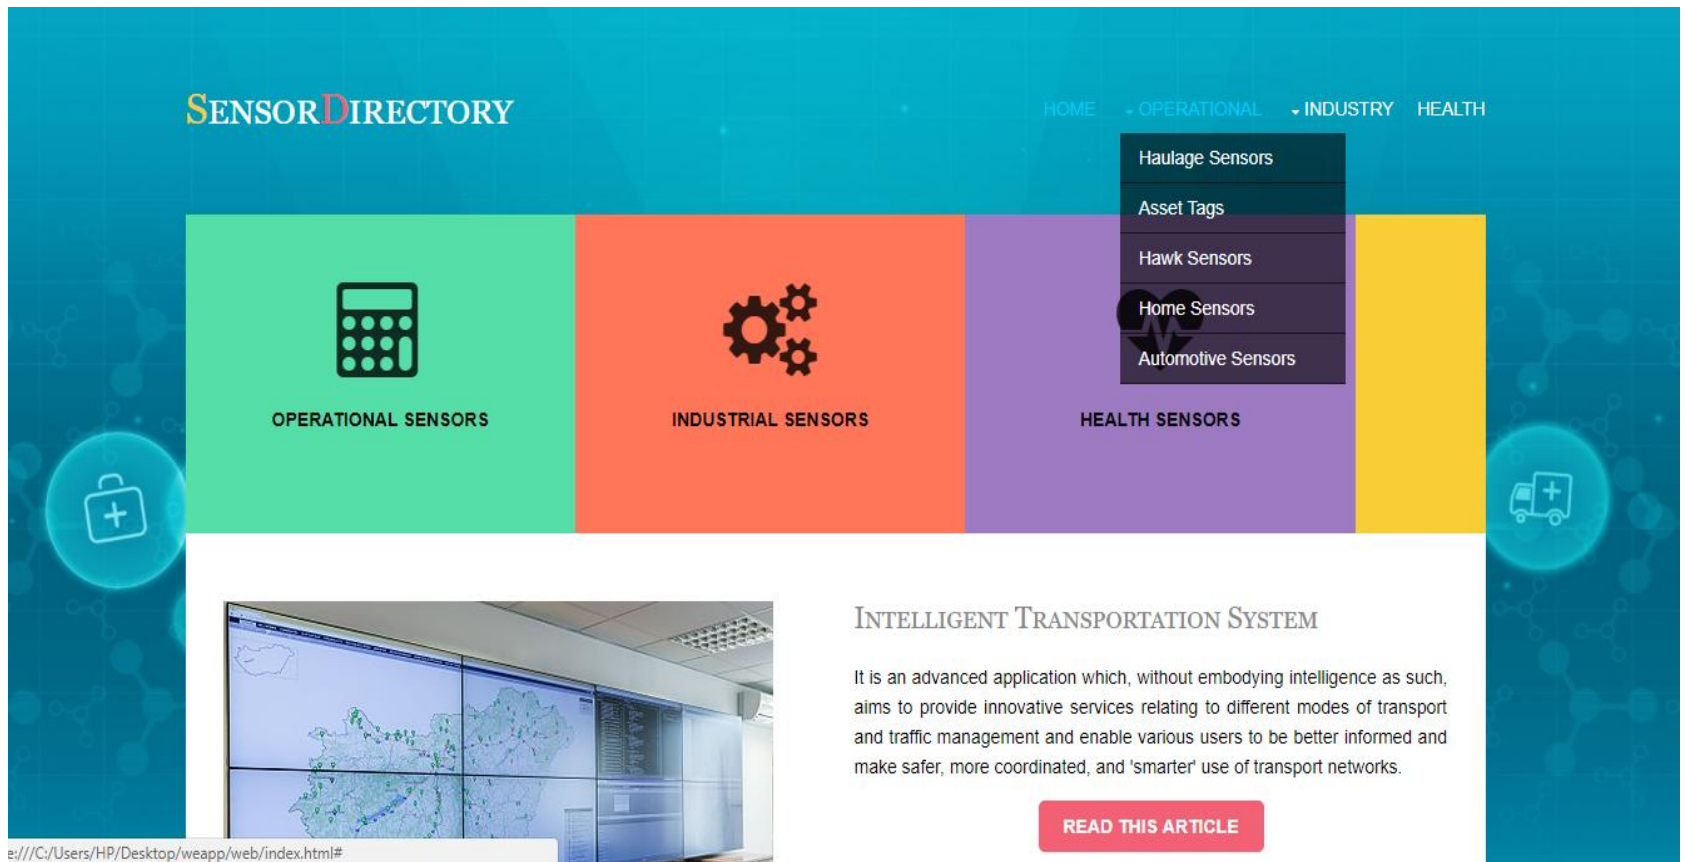 SENSORDIRECTORY
HOME OPERATIONAL INDUSTRY HEALTH
Haulage Sensors
Asset Tags
Hawk Sensors
Home Sensors
Automotive Sensors
OPERATIONAL SENSORS
INDUSTRIAL SENSORS
HEALTH SENSORS
INTELLIGENT TRANSPORTATION SYSTEM
It is an advanced application which, without embodying intelligence as such,
aims to provide innovative services relating to different modes of transport
and traffic management and enable various users to be better informed and
make safer, more coordinated, and 'smarter' use of transport networks.
READ THIS ARTICLE
e:///C:/Users/HP/Desktop/weapp/web/index.html#